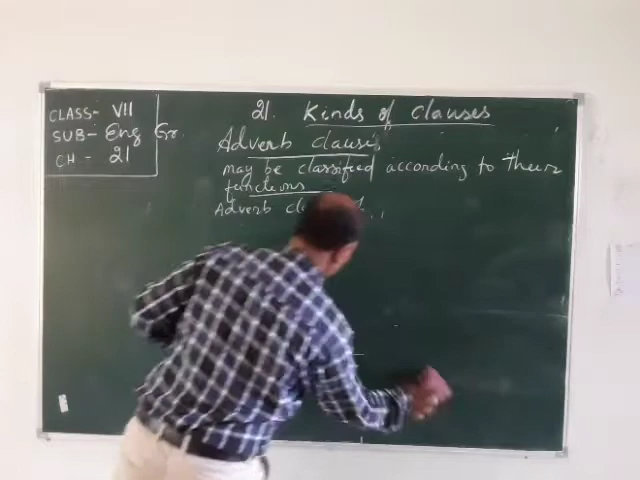 CLASS- VII
SUB- Eng Gr.
CH - 21
21. Kinds of clauses
Adverb clauses
may be classified according to their
functions
Adverb